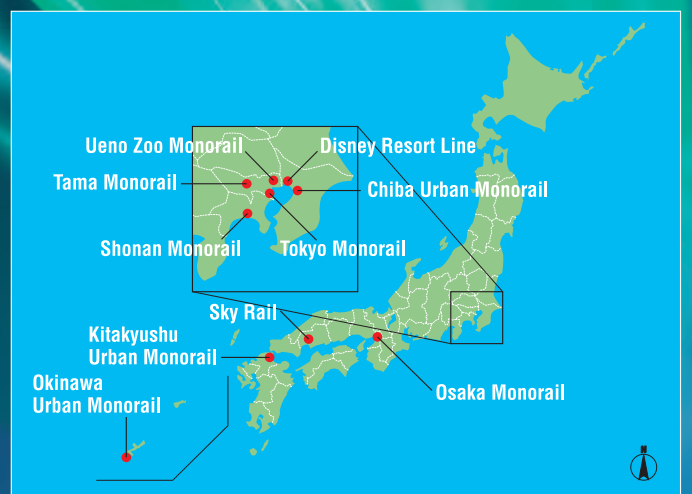 Ueno Zoo Monorail
Disney Resort Line
Tama Monorail
Chiba Urban Monorail
Shonan Monorail
Tokyo Monorail
Sky Rail
Kitakyushu
Urban Monorail
Okinawa
Urban Monorail
Osaka Monorail
N